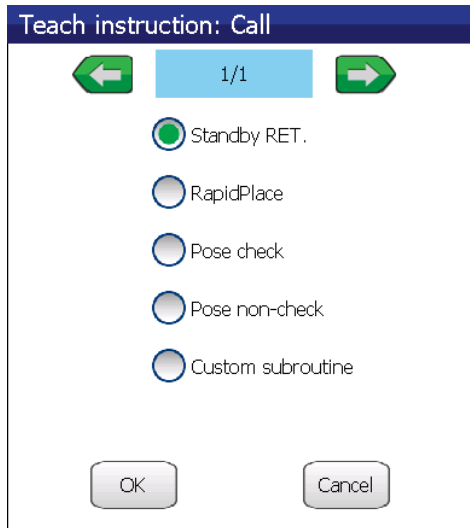 Teach instruction: Call
1/1
Standby RET.
RapidPlace
Pose check
Pose non-check
Custom subroutine
OK Cancel